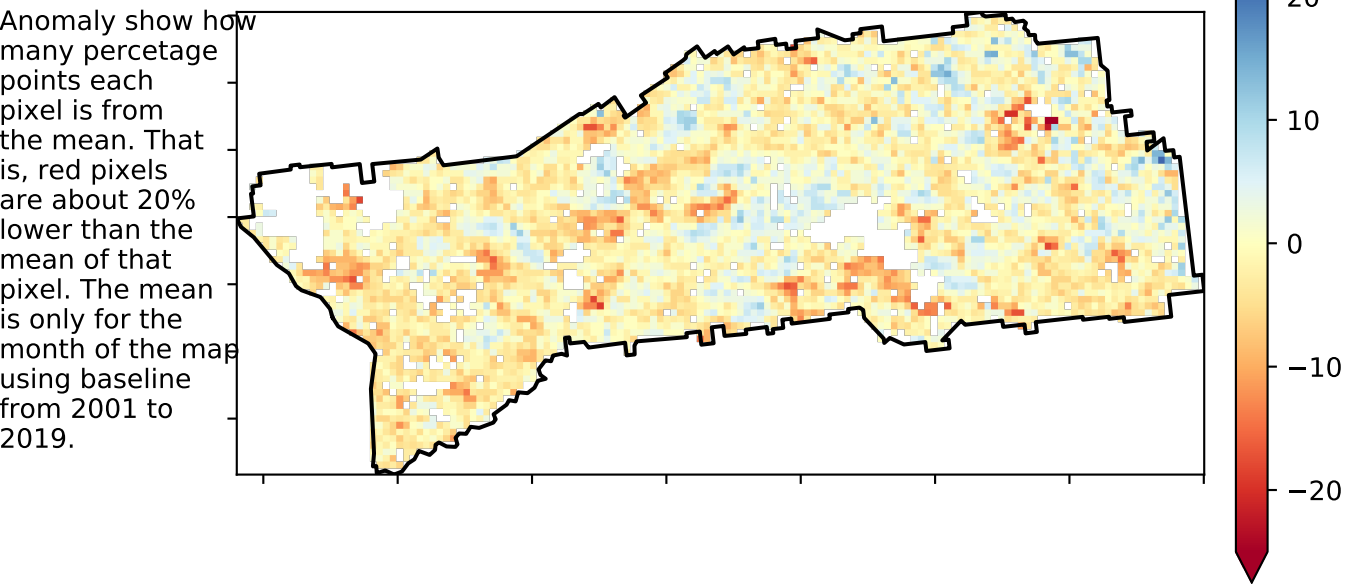 Anomaly show how
many percetage
points each
pixel is from
the mean. That
is, red pixels
are about 20%
lower than the
mean of that
pixel. The mean
is only for the
month of the map
using baseline
from 2001 to
2019.
20
10
0
−10
−20